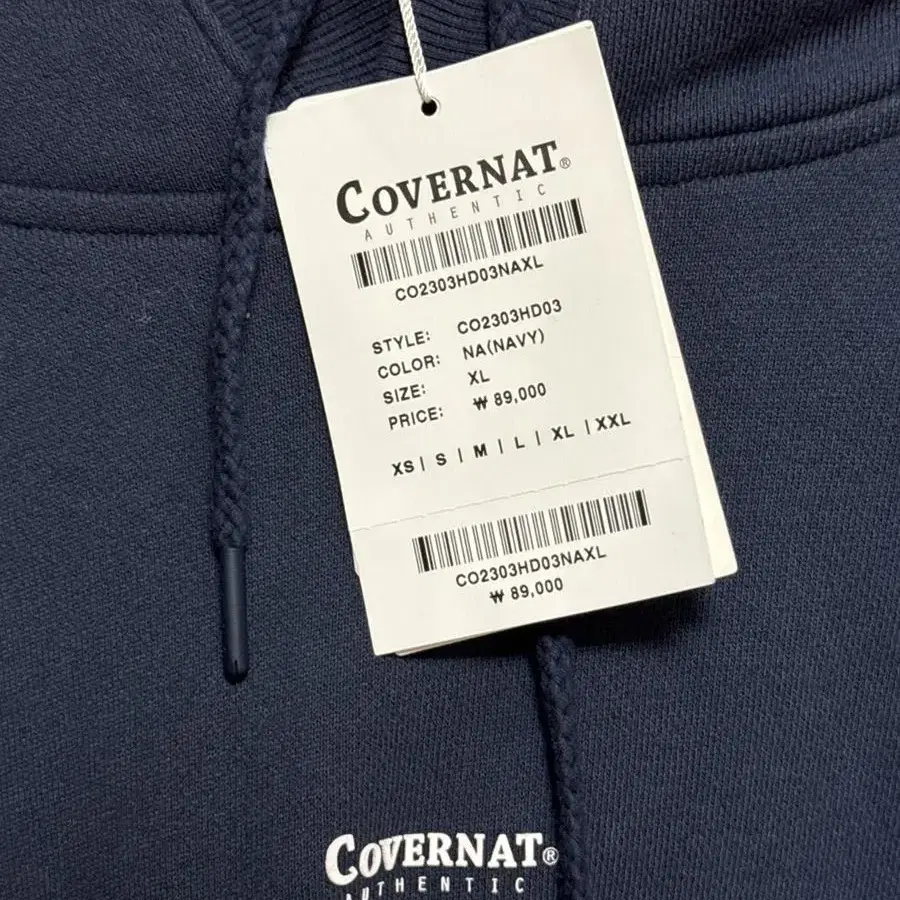 COVERNAT®
AUTHENTIC
CO2303HD03NAXL
STYLE: CO2303HD03
COLOR: NA(NAVY)
SIZE: XL
PRICE: ₩ 89,000
XS | S | M | L | XL | XXL
CO2303HD03NAXL
₩ 89,000
COVERNAT®
AUTHENTIC